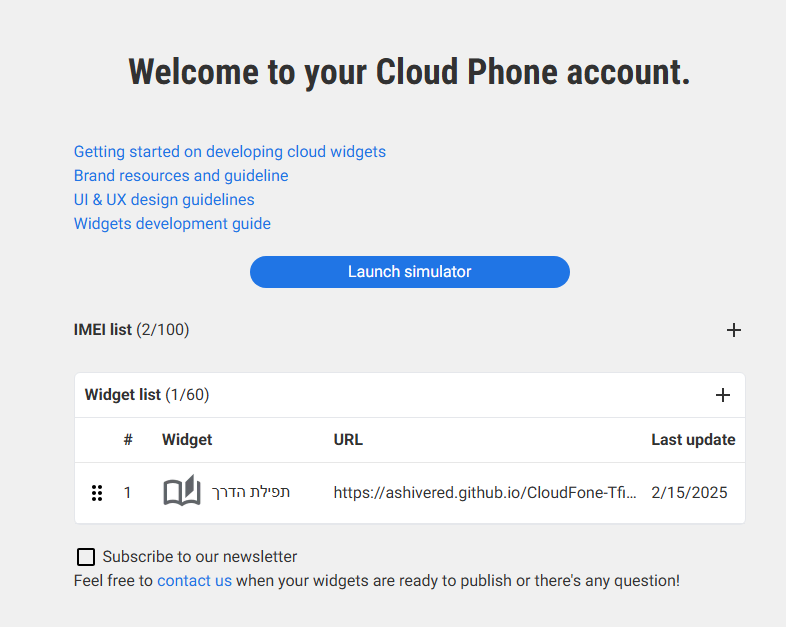 Welcome to your Cloud Phone account.
Getting started on developing cloud widgets
Brand resources and guideline
UI & UX design guidelines
Widgets development guide
Launch simulator
IMEI list (2/100)
Widget list (1/60)
# Widget URL Last update
1 תפילת הדרך https://ashivered.github.io/CloudFone-Tfi... 2/15/2025
Subscribe to our newsletter
Feel free to contact us when your widgets are ready to publish or there's any question!